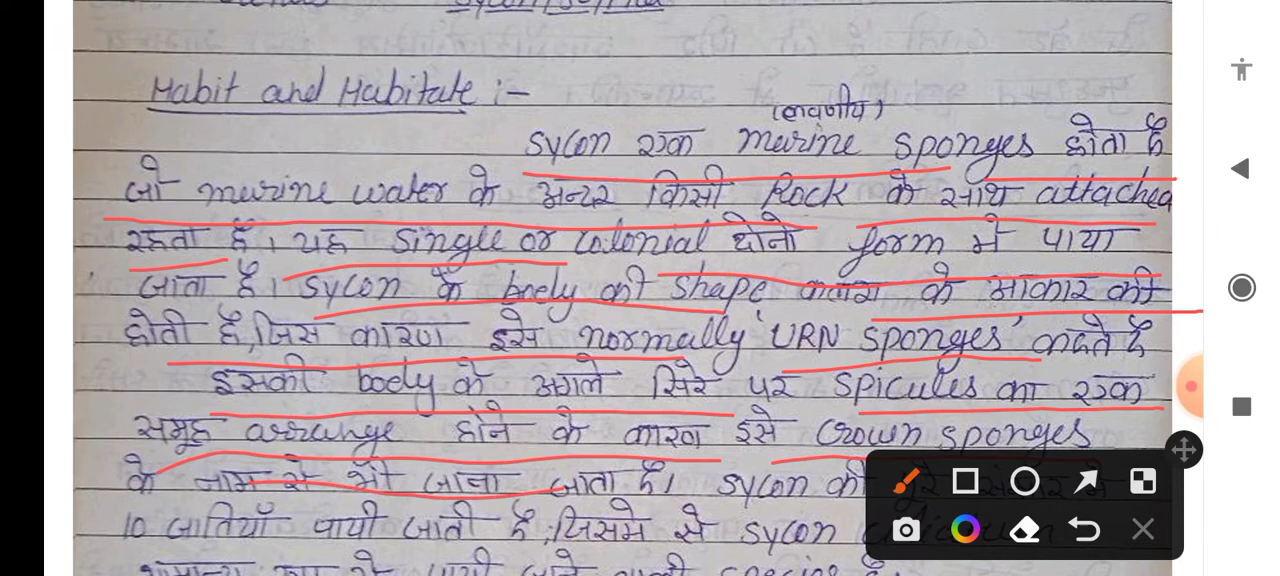 Sycon
Habit and Habitate :-
(लवणीय)
Sycon एक marine sponges होता है
जो marine water के अन्दर किसी Rock के साथ attached
रहता है। यह single or colonial दोनो form मे पाया
जाता है। Sycon के body की shape कलश के आकार की
होती है, जिस कारण इसे normally 'URN sponges' कहते है
इसकी body के अगले सिरे पर spicules का एक
समुह arrange होने के कारण इसे Crown sponges
के नाम से भी जाना जाता है। Sycon की पुरे संसार मे
10 जातियाँ पायी जाती है, जिसमे से Sycon
पायी जाने वाली species है